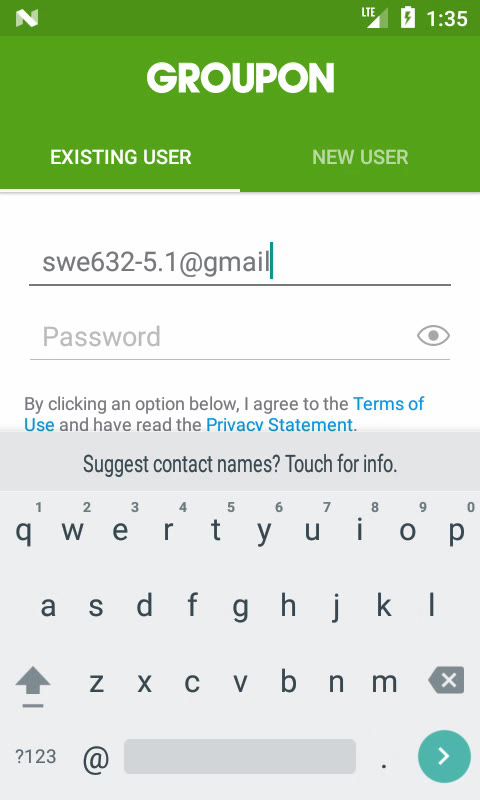 LTE 1:35
GROUPON
EXISTING USER NEW USER
swe632-5.1@gmail
Password
By clicking an option below, I agree to the Terms of
Use and have read the Privacy Statement.
Suggest contact names? Touch for info.
1 2 3 4 5 6 7 8 9 0
q w e r t y u i o p
a s d f g h j k l
z x c v b n m
?123 @ .